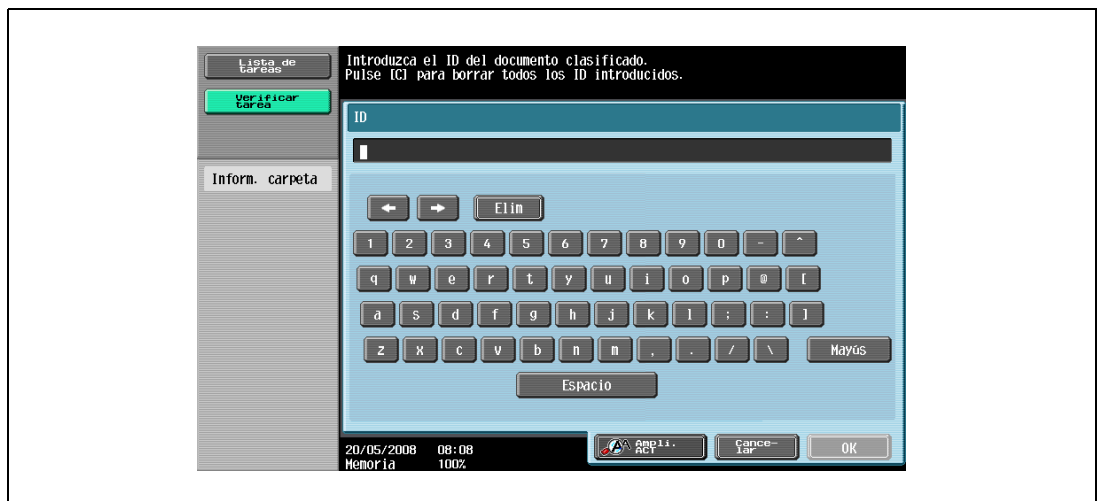 Lista de
tareas
Introduzca el ID del documento clasificado.
Pulse [C] para borrar todos los ID introducidos.
Verificar
tarea
ID
Inform. carpeta
Elim
1 2 3 4 5 6 7 8 9 0 - ^
q w e r t y u i o p @ [
a s d f g h j k l ; : ]
z x c v b n m , . / \ Mayús
Espacio
20/05/2008 08:08
Memoria 100%
Ampli.
ACT
Cance-
lar
OK